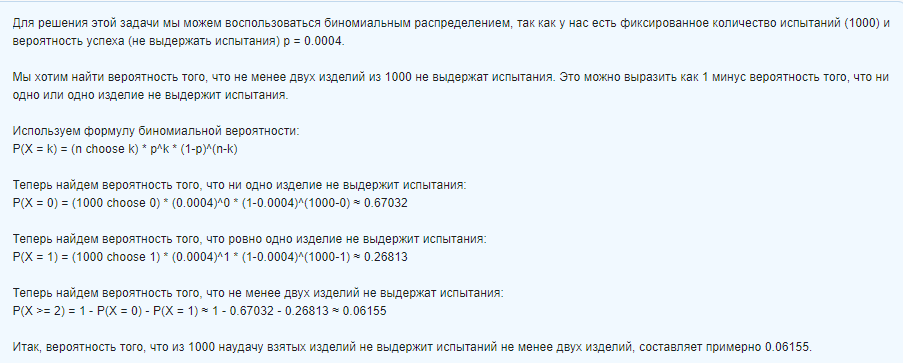 Для решения этой задачи мы можем воспользоваться биномиальным распределением, так как у нас есть фиксированное количество испытаний (1000) и
вероятность успеха (не выдержать испытания) p = 0.0004.
Мы хотим найти вероятность того, что не менее двух изделий из 1000 не выдержат испытания. Это можно выразить как 1 минус вероятность того, что ни
одно или одно изделие не выдержит испытания.
Используем формулу биномиальной вероятности:
P(X = k) = (n choose k) * p^k * (1-p)^(n-k)
Теперь найдем вероятность того, что ни одно изделие не выдержит испытания:
P(X = 0) = (1000 choose 0) * (0.0004)^0 * (1-0.0004)^(1000-0) ≈ 0.67032
Теперь найдем вероятность того, что ровно одно изделие не выдержит испытания:
P(X = 1) = (1000 choose 1) * (0.0004)^1 * (1-0.0004)^(1000-1) ≈ 0.26813
Теперь найдем вероятность того, что не менее двух изделий не выдержат испытания:
P(X >= 2) = 1 - P(X = 0) - P(X = 1) ≈ 1 - 0.67032 - 0.26813 ≈ 0.06155
Итак, вероятность того, что из 1000 наудачу взятых изделий не выдержит испытаний не менее двух изделий, составляет примерно 0.06155.